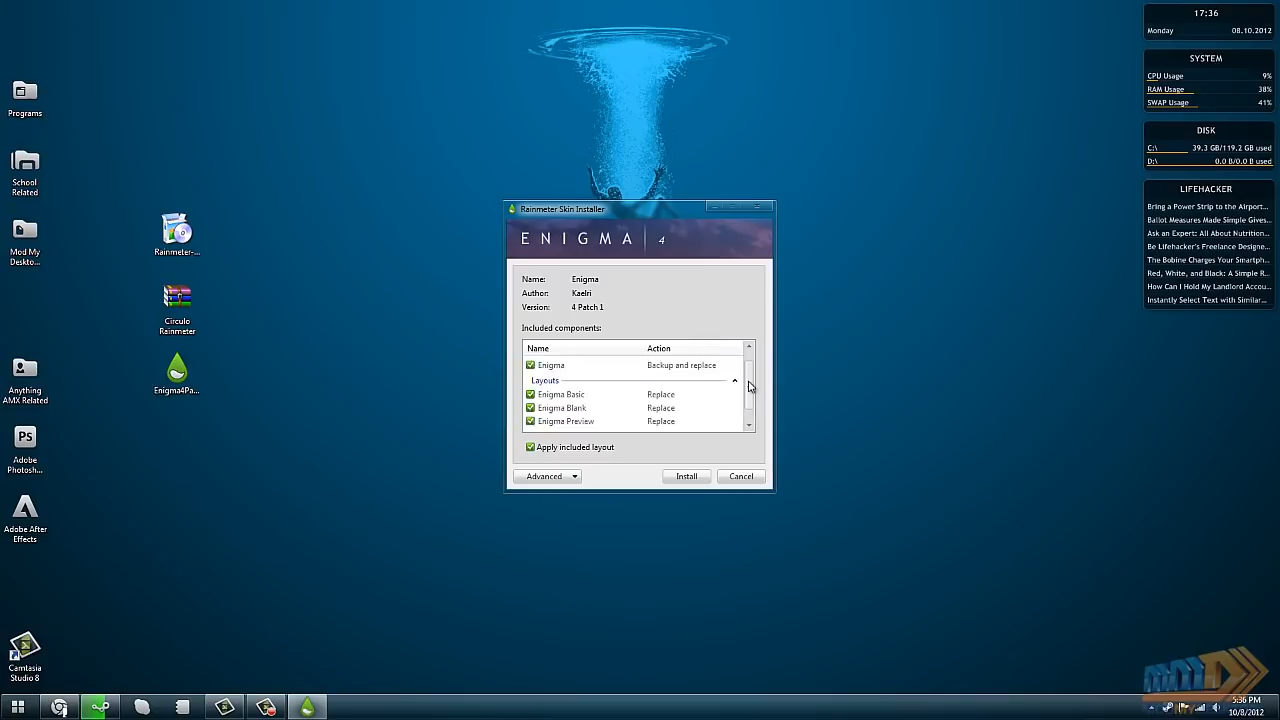 Programs
School
Related
Mod My
Deskto...
Anything
AMX Related
Adobe
Photosh...
Adobe After
Effects
Camtasia
Studio 8
Rainmeter-...
Circulo
Rainmeter
Enigma4Pa...
Rainmeter Skin Installer
ENIGMA | 4
Name: Enigma
Author: Kaelri
Version: 4 Patch 1
Included components:
Name Action
Enigma Backup and replace
Layouts
Enigma Basic Replace
Enigma Blank Replace
Enigma Preview Replace
Apply included layout
Advanced Install Cancel
17:36
Monday 08.10.2012
SYSTEM
CPU Usage 9%
RAM Usage 38%
SWAP Usage 41%
DISK
C:\ 39.3 GB/119.2 GB used
D:\ 0.0 B/0.0 B used
LIFEHACKER
Bring a Power Strip to the Airport...
Ballot Measures Made Simple Gives...
Ask an Expert: All About Nutrition...
Be Lifehacker's Freelance Designe...
The Bobine Charges Your Smartph...
Red, White, and Black: A Simple R...
How Can I Hold My Landlord Accou...
Instantly Select Text with Similar...
5:36 PM
10/8/2012